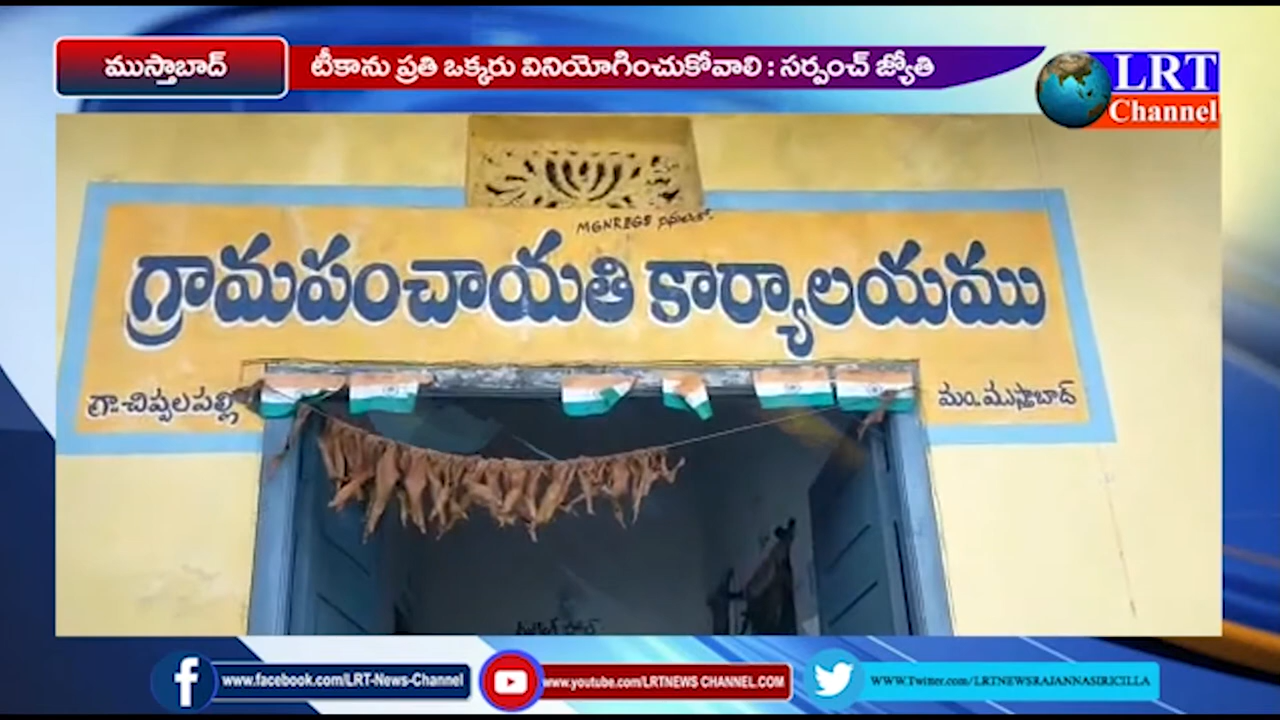 ముస్తాబాద్
టీకాను ప్రతి ఒక్కరు వినియోగించుకోవాలి : సర్పంచ్ జ్యోతి
LRT
Channel
MGNREGS నిధులతో
గ్రామపంచాయతి కార్యాలయము
గ్రా.చిప్పలపల్లి
మం.ముస్తాబాద్
www.facebook.com/LRT-News-Channel
www.youtube.com/LRTNEWS CHANNEL.COM
WWW.Twitter.com/LRTNEWSRAJANNASIRICILLA